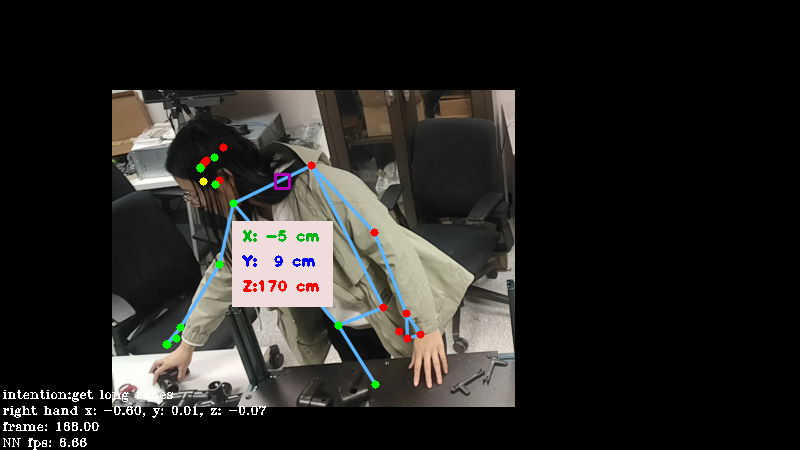 X: -5 cm
Y: 9 cm
Z:170 cm
intention:get long
right hand x: -0.60, y: 0.01, z: -0.07
frame: 168.00
NN fps: 6.66